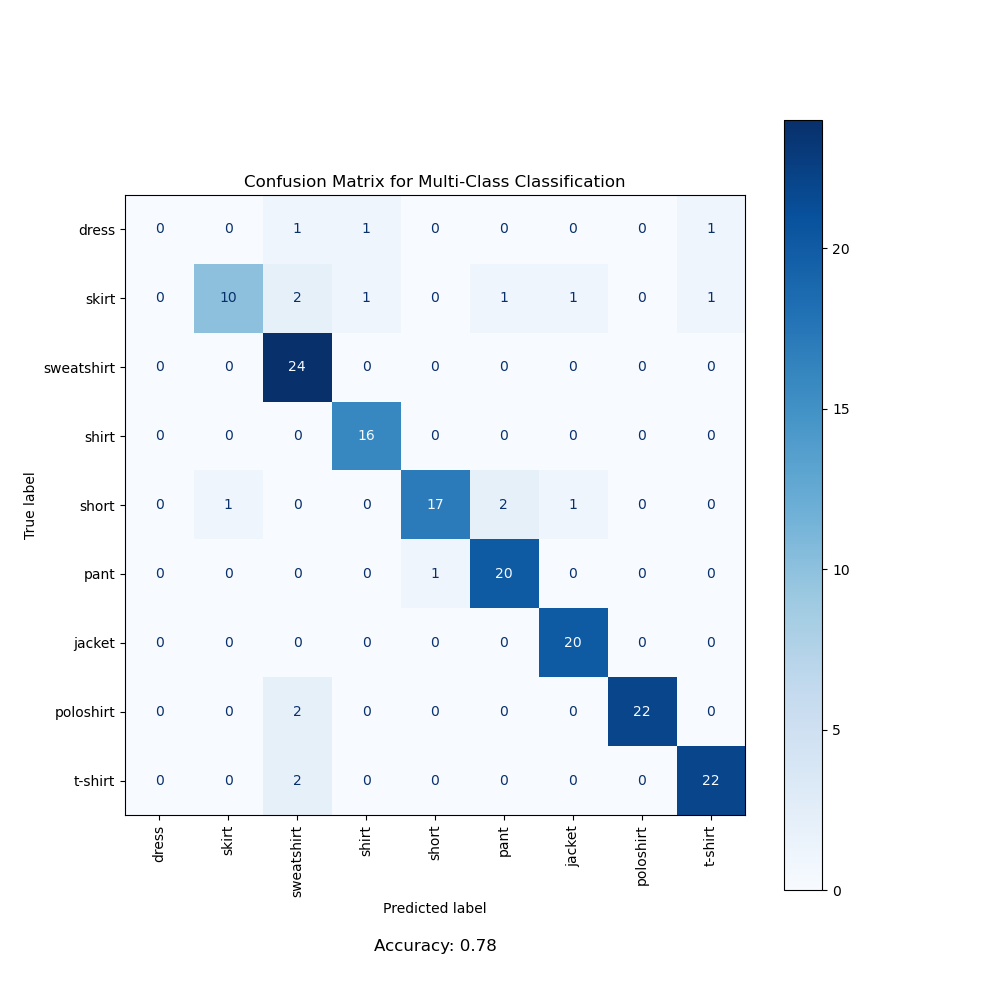 Confusion Matrix for Multi-Class Classification
True label
dress 0 0 1 1 0 0 0 0 1
skirt 0 10 2 1 0 1 1 0 1
sweatshirt 0 0 24 0 0 0 0 0 0
shirt 0 0 0 16 0 0 0 0 0
short 0 1 0 0 17 2 1 0 0
pant 0 0 0 0 1 20 0 0 0
jacket 0 0 0 0 0 0 20 0 0
poloshirt 0 0 2 0 0 0 0 22 0
t-shirt 0 0 2 0 0 0 0 0 22
dress skirt sweatshirt shirt short pant jacket poloshirt t-shirt
Predicted label
Accuracy: 0.78
20
15
10
5
0